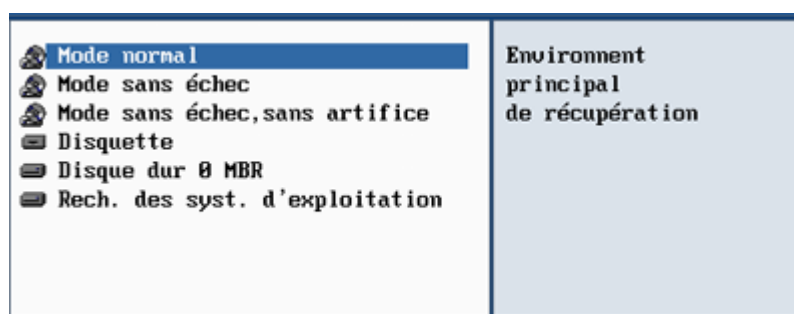 Mode normal
Mode sans échec
Mode sans échec,sans artifice
Disquette
Disque dur 0 MBR
Rech. des syst. d'exploitation
Environment
principal
de récupération